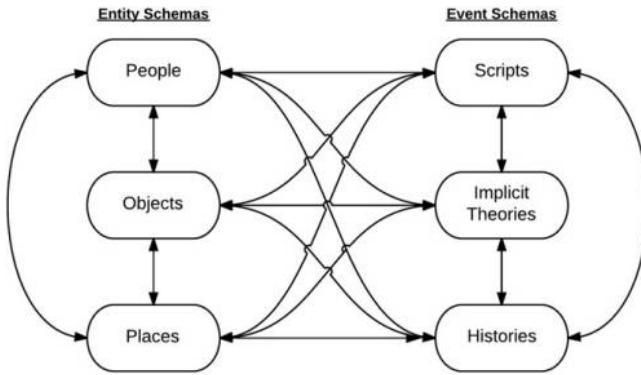 Entity Schemas
Event Schemas
People
Scripts
Objects
Implicit
Theories
Places
Histories